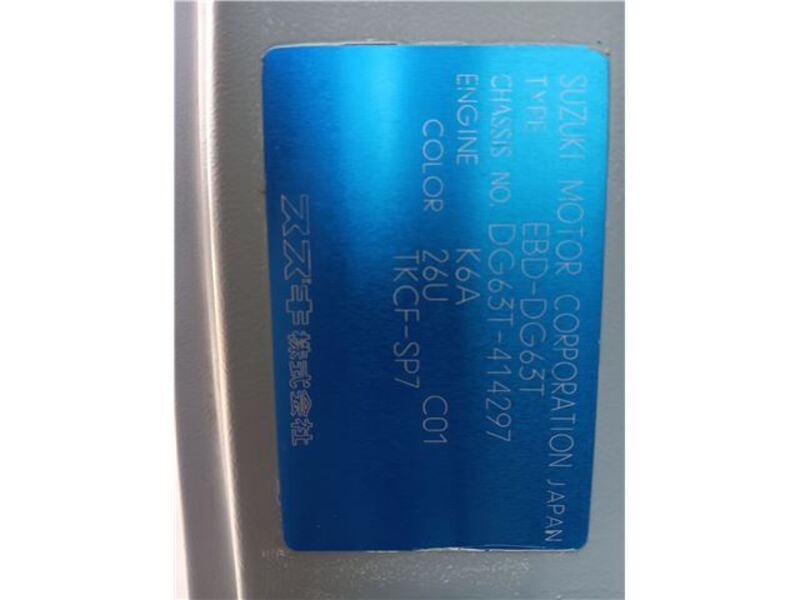 SUZUKI MOTOR CORPORATION JAPAN
TYPE EBD-DG63T
CHASSIS NO. DG63T-414297
ENGINE K6A
COLOR 26U C01
TKCF-SP7
スズキ株式会社